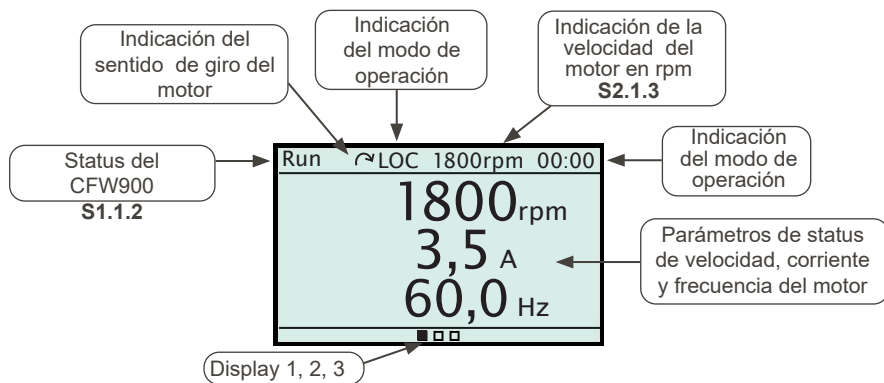 Indicación del
sentido de giro del
motor
Indicación
del modo de
operación
Indicación de la
velocidad del
motor en rpm
S2.1.3
Status del
CFW900
S1.1.2
Indicación
del modo de
operación
Run LOC 1800rpm 00:00
1800rpm
3,5 A
60,0 Hz
Parámetros de status
de velocidad, corriente
y frecuencia del motor
Display 1, 2, 3